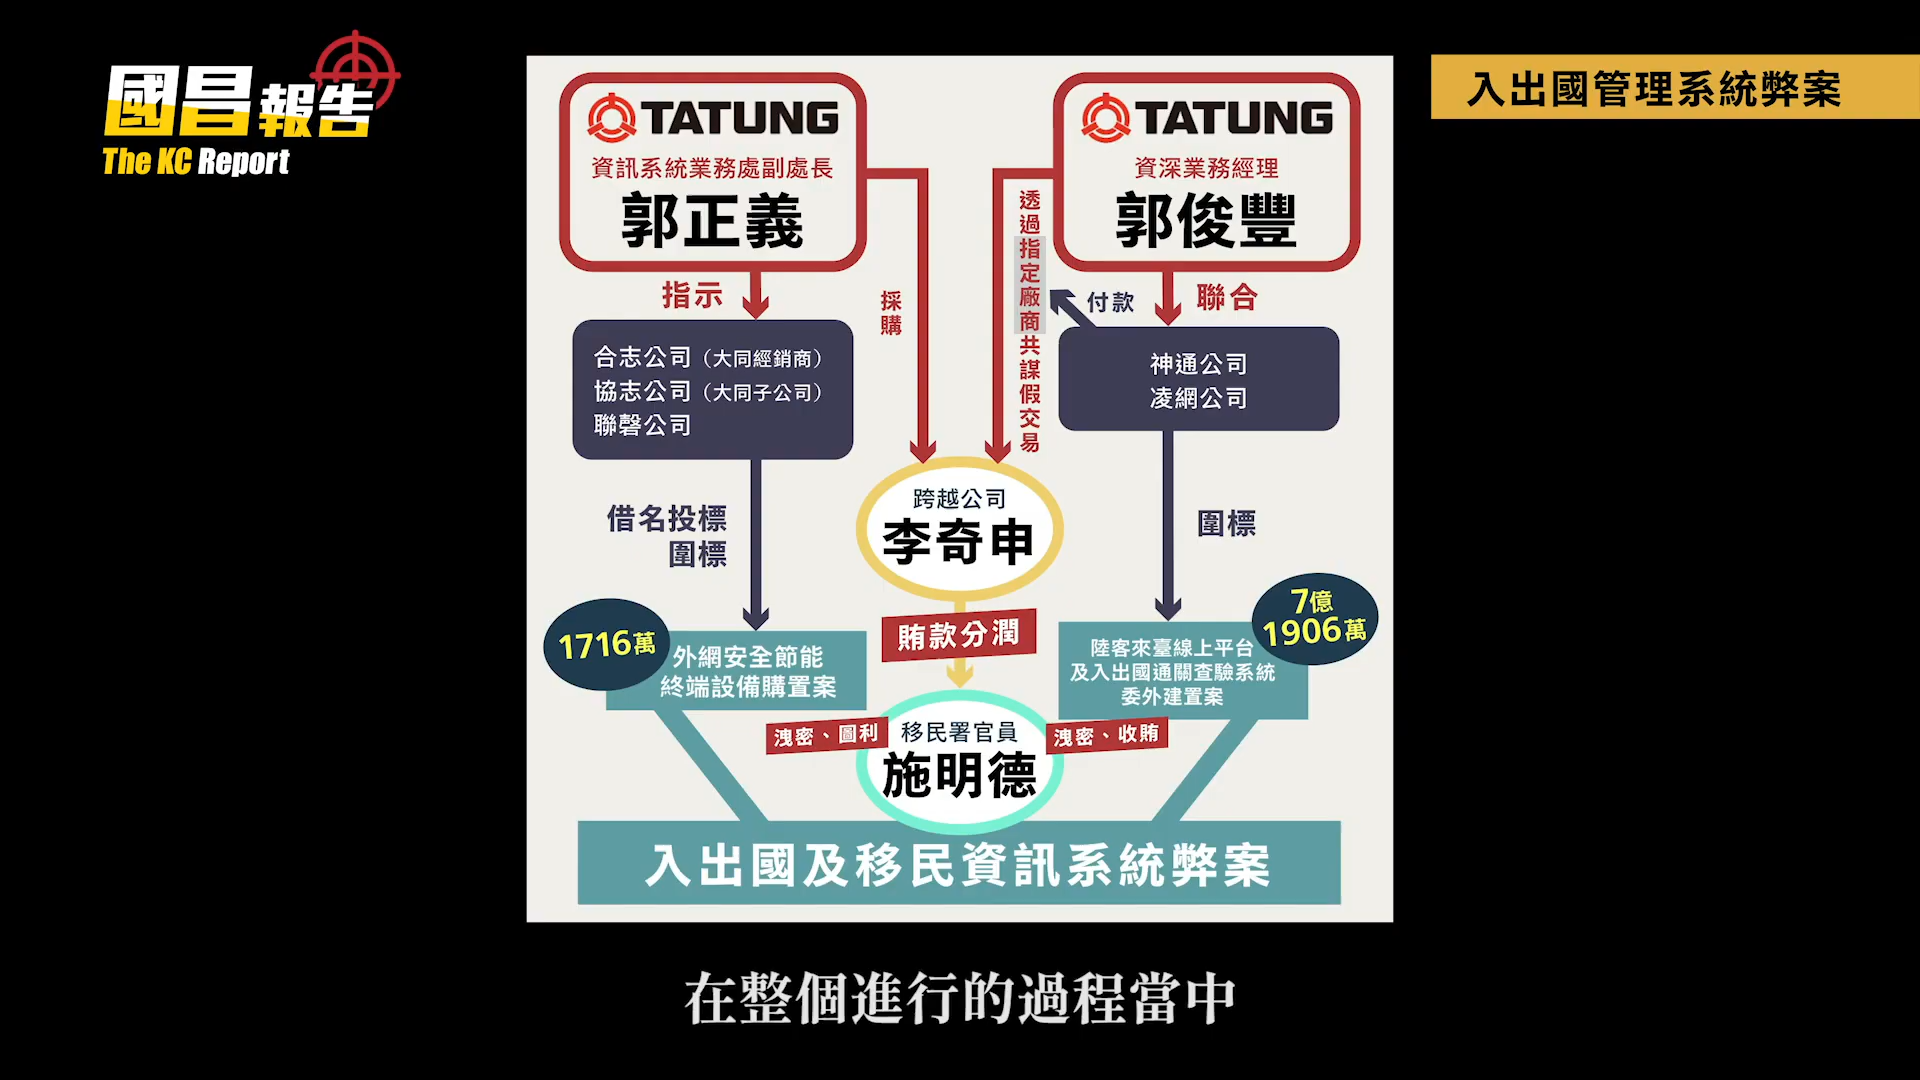 國昌報告
The KC Report
入出國管理系統弊案
TATUNG
資訊系統業務處副處長
郭正義
TATUNG
資深業務經理
郭俊豐
指示
採購
透過指定廠商共謀假交易
付款
聯合
合志公司（大同經銷商）
協志公司（大同子公司）
聯磬公司
神通公司
凌網公司
借名投標
圍標
跨越公司
李奇申
圍標
賄款分潤
1716萬
外網安全節能
終端設備購置案
7億
1906萬
陸客來臺線上平台
及入出國通關查驗系統
委外建置案
洩密、圖利
移民署官員
施明德
洩密、收賄
入出國及移民資訊系統弊案
在整個進行的過程當中